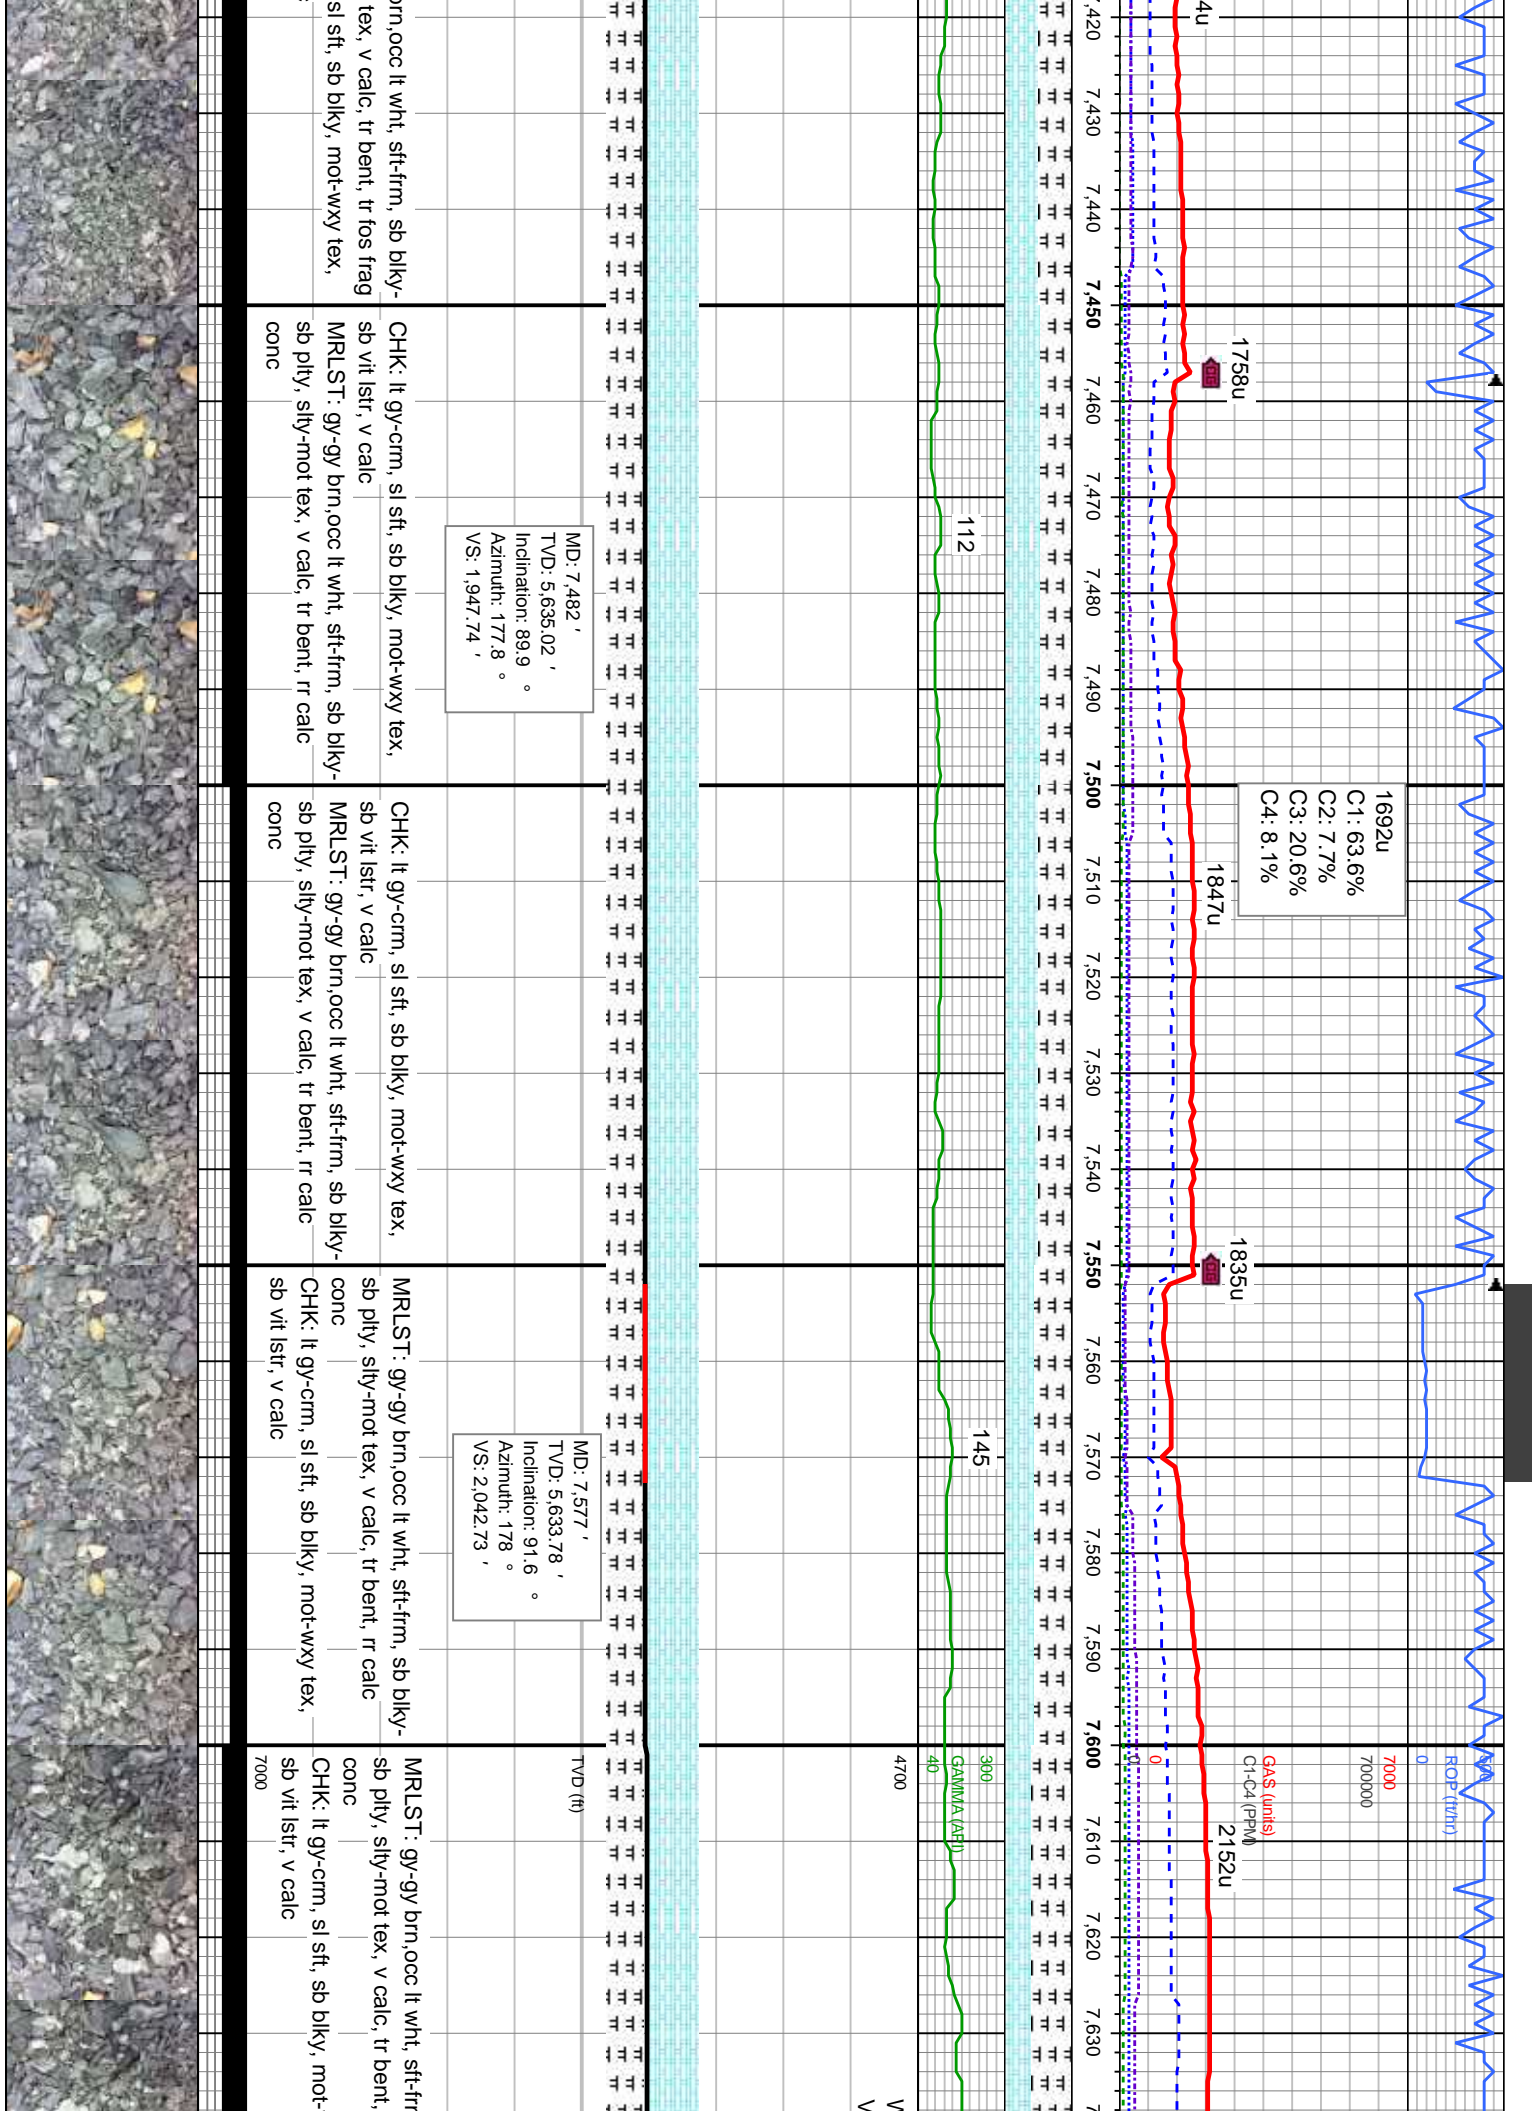 7,420
7,430
7,440
7,450
7,460
7,470
7,480
7,490
7,500
7,510
7,520
7,530
7,540
7,550
7,560
7,570
7,580
7,590
7,600
7,610
7,620
7,630
4u
1758u
1692u
C1: 63.6%
C2: 7.7%
C3: 20.6%
C4: 8.1%
1847u
1835u
2152u
ROP (ft/hr)
0
7000
700000
GAS (units)
C1-C4 (PPM)
0
0
112
145
300
GAMMA (API)
40
4700
TVD (ft)
7000
MD: 7,482 '
TVD: 5,635.02 '
Inclination: 89.9 °
Azimuth: 177.8 °
VS: 1,947.74 '
MD: 7,577 '
TVD: 5,633.78 '
Inclination: 91.6 °
Azimuth: 178 °
VS: 2,042.73 '
brn,occ lt wht, sft-frm, sb blky-
tex, v calc, tr bent, tr fos frag
sl sft, sb blky, mot-wxy tex,
CHK: lt gy-crm, sl sft, sb blky, mot-wxy tex,
sb vit lstr, v calc
MRLST: gy-gy brn,occ lt wht, sft-frm, sb blky-
sb plty, slty-mot tex, v calc, tr bent, rr calc
conc
CHK: lt gy-crm, sl sft, sb blky, mot-wxy tex,
sb vit lstr, v calc
MRLST: gy-gy brn,occ lt wht, sft-frm, sb blky-
sb plty, slty-mot tex, v calc, tr bent, rr calc
conc
MRLST: gy-gy brn,occ lt wht, sft-frm, sb blky-
sb plty, slty-mot tex, v calc, tr bent, rr calc
conc
CHK: lt gy-crm, sl sft, sb blky, mot-wxy tex,
sb vit lstr, v calc
MRLST: gy-gy brn,occ lt wht, sft-frm
sb plty, slty-mot tex, v calc, tr bent,
conc
CHK: lt gy-crm, sl sft, sb blky, mot-
sb vit lstr, v calc